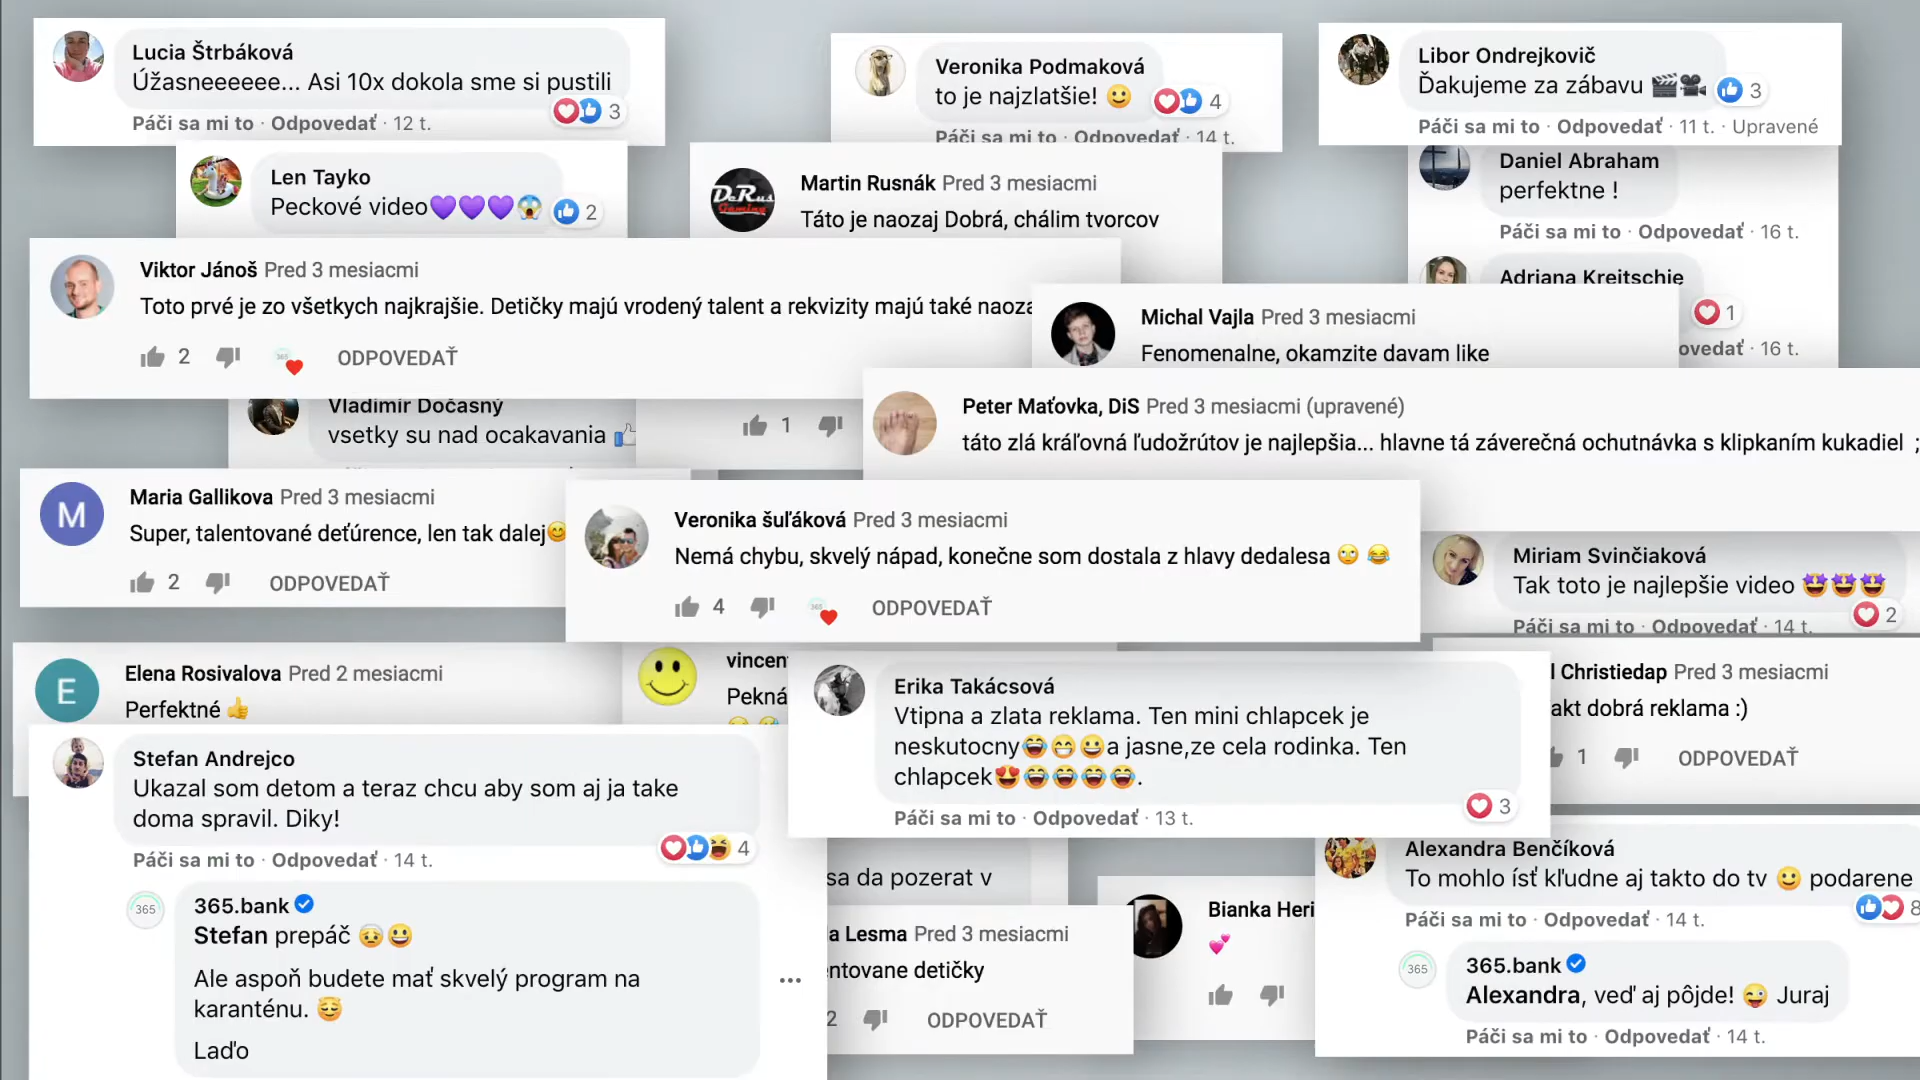 Lucia Štrbáková
Úžasneeeeee... Asi 10x dokola sme si pustili
3
Páči sa mi to · Odpovedať · 12 t.
Veronika Podmaková
to je najzlatšie! 🙂
4
Páči sa mi to · Odpovedať · 14 t.
Libor Ondrejkovič
Ďakujeme za zábavu 🎬🎥
3
Páči sa mi to · Odpovedať · 11 t. · Upravené
Len Tayko
Peckové video💜💜💜😱
2
DeRus
Gaming
Martin Rusnák Pred 3 mesiacmi
Táto je naozaj Dobrá, chálim tvorcov
Daniel Abraham
perfektne !
Páči sa mi to · Odpovedať · 16 t.
Adriana Kreitschie
1
ovedať · 16 t.
Viktor Jánoš Pred 3 mesiacmi
Toto prvé je zo všetkych najkrajšie. Detičky majú vrodený talent a rekvizity majú také naoza
2
365
ODPOVEDAŤ
Michal Vajla Pred 3 mesiacmi
Fenomenalne, okamzite davam like
Vladimír Dočasný
vsetky su nad ocakavania 👍
1
Peter Maťovka, DiS Pred 3 mesiacmi (upravené)
táto zlá kráľovná ľudožrútov je najlepšia... hlavne tá záverečná ochutnávka s klipkaním kukadiel ;
M
Maria Gallikova Pred 3 mesiacmi
Super, talentované deťúrence, len tak dalej😊
2
ODPOVEDAŤ
Veronika šuľáková Pred 3 mesiacmi
Nemá chybu, skvelý nápad, konečne som dostala z hlavy dedalesa 🙄 😂
4
365
ODPOVEDAŤ
Miriam Svinčiaková
Tak toto je najlepšie video 🤩🤩🤩
2
Páči sa mi to · Odpovedať · 14 t.
E
Elena Rosivalova Pred 2 mesiacmi
Perfektné 👍
vincen
Pekná
Erika Takácsová
Vtipna a zlata reklama. Ten mini chlapcek je
neskutocny😂😁😀a jasne,ze cela rodinka. Ten
chlapcek😍😂😂😂😂.
3
Páči sa mi to · Odpovedať · 13 t.
l Christiedap Pred 3 mesiacmi
akt dobrá reklama :)
1
ODPOVEDAŤ
Stefan Andrejco
Ukazal som detom a teraz chcu aby som aj ja take
doma spravil. Diky!
4
Páči sa mi to · Odpovedať · 14 t.
365
365.bank
Stefan prepáč 🤕😀
Ale aspoň budete mať skvelý program na
karanténu. 😌
Laďo
sa da pozerat v
a Lesma Pred 3 mesiacmi
entovane detičky
2
ODPOVEDAŤ
Bianka Heri
💕
Alexandra Benčíková
To mohlo ísť kľudne aj takto do tv 🙂 podarene
8
Páči sa mi to · Odpovedať · 14 t.
365
365.bank
Alexandra, veď aj pôjde! 😜 Juraj
Páči sa mi to · Odpovedať · 14 t.